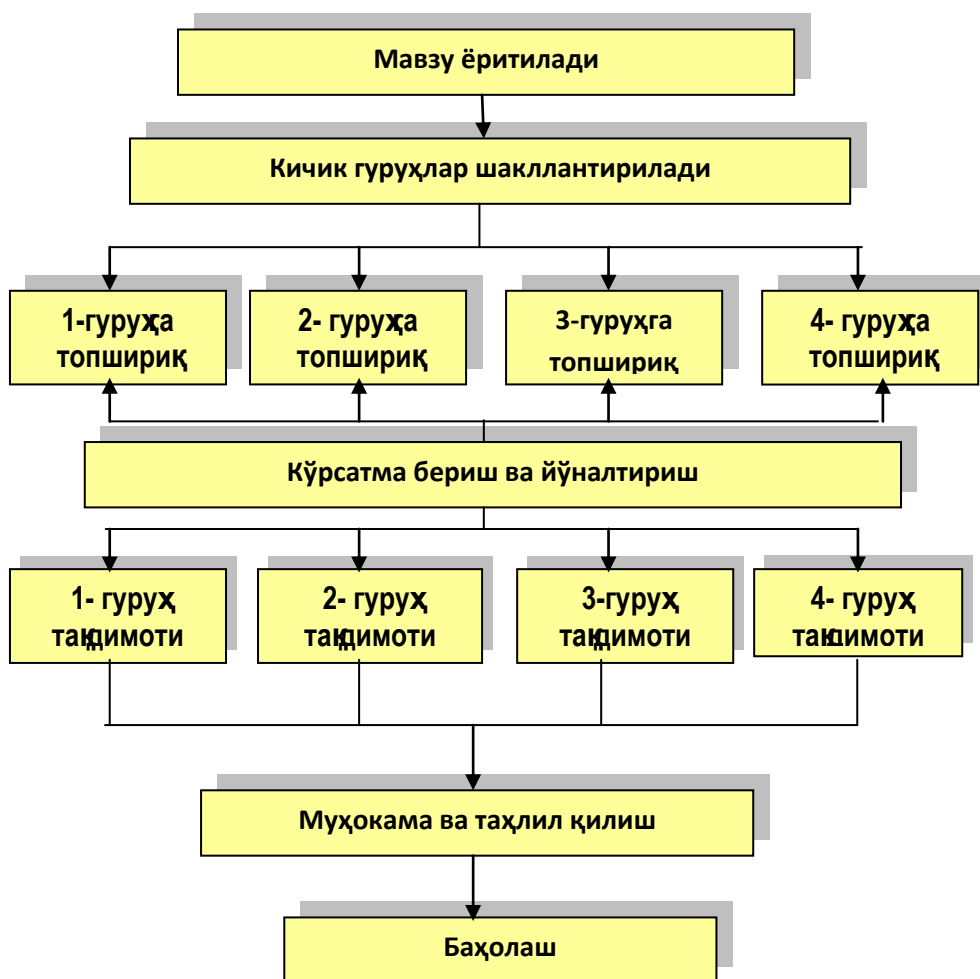 Мавзу ёритилади
Кичик гуруҳлар шакллантирилади
1-гуруҳга
топшириқ
2- гуруҳга
топшириқ
3-гуруҳга
топшириқ
4- гуруҳга
топшириқ
Кўрсатма бериш ва йўналтириш
1- гуруҳ
тақдимоти
2- гуруҳ
тақдимоти
3-гуруҳ
тақдимоти
4- гуруҳ
тақдимоти
Муҳокама ва таҳлил қилиш
Баҳолаш